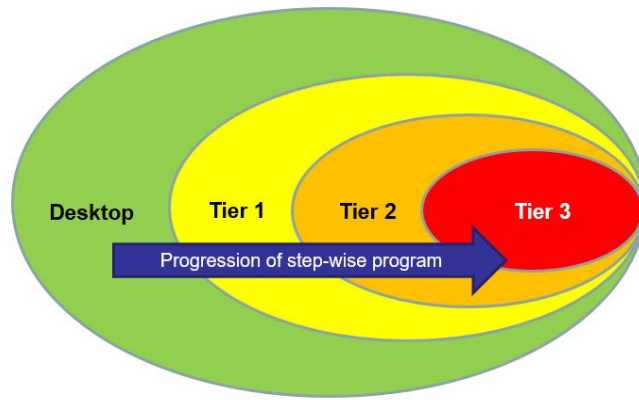 Desktop
Tier 1
Tier 2
Tier 3
Progression of step-wise program